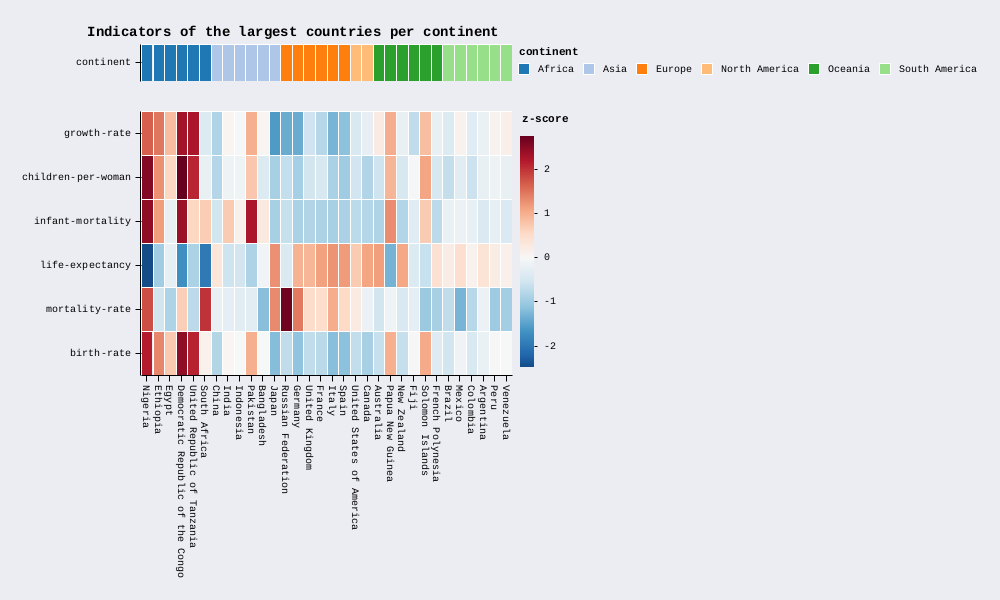 Indicators of the largest countries per continent
continent
continent
Africa Asia Europe North America Oceania South America
growth-rate
children-per-woman
infant-mortality
life-expectancy
mortality-rate
birth-rate
z-score
2
1
0
-1
-2
Nigeria
Ethiopia
Egypt
Democratic Republic of the Congo
United Republic of Tanzania
South Africa
China
India
Indonesia
Pakistan
Bangladesh
Japan
Russian Federation
Germany
United Kingdom
France
Italy
Spain
United States of America
Canada
Australia
Papua New Guinea
New Zealand
Fiji
Solomon Islands
French Polynesia
Brazil
Mexico
Colombia
Argentina
Peru
Venezuela